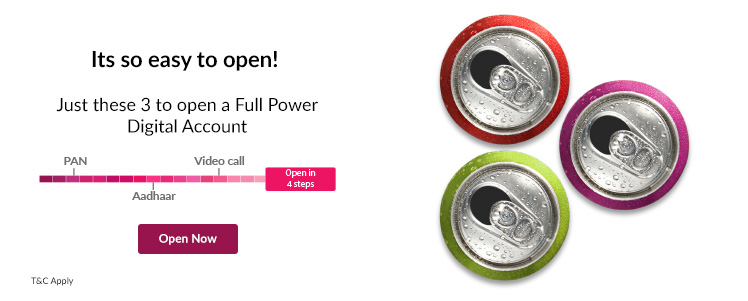 Its so easy to open!
Just these 3 to open a Full Power
Digital Account
PAN
Video call
Open in
4 steps
Aadhaar
Open Now
T&C Apply